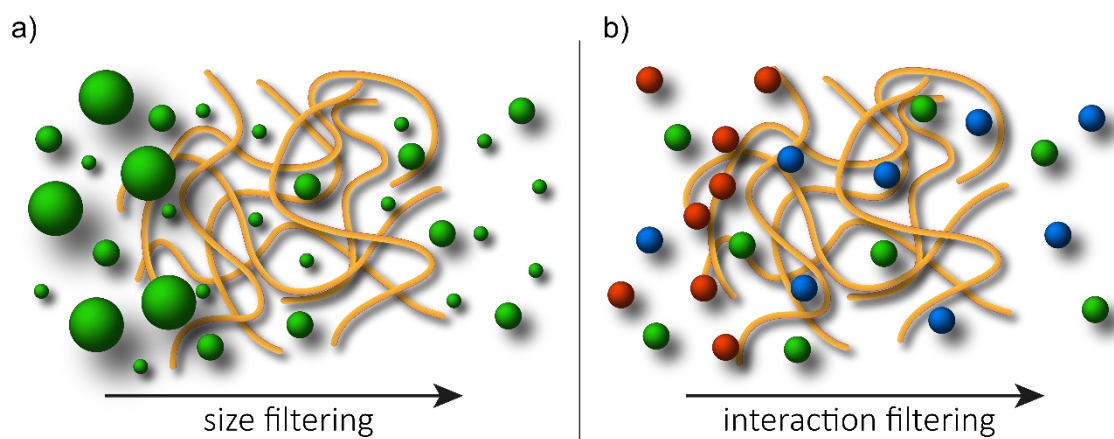 a)
b)
size filtering
interaction filtering